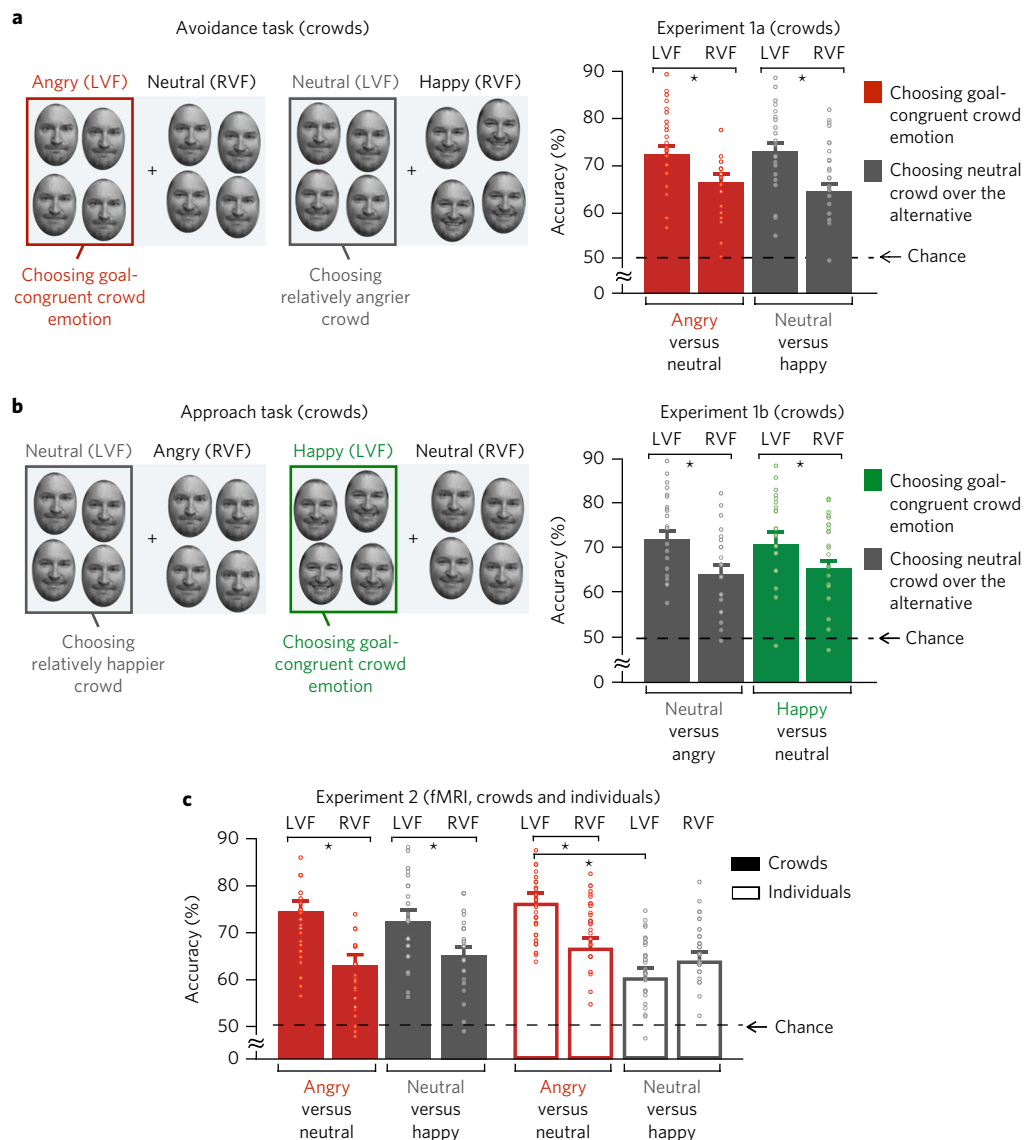 a
Avoidance task (crowds)
Angry (LVF)
Neutral (RVF)
Neutral (LVF)
Happy (RVF)
+
+
Choosing goal-
congruent crowd
emotion
Choosing
relatively angrier
crowd
Experiment 1a (crowds)
LVF RVF LVF RVF
* *
Accuracy (%)
90
80
70
60
50
≈
0
Chance
Angry
versus
neutral
Neutral
versus
happy
Choosing goal-
congruent crowd
emotion
Choosing neutral
crowd over the
alternative
b
Approach task (crowds)
Neutral (LVF)
Angry (RVF)
Happy (LVF)
Neutral (RVF)
+
+
Choosing
relatively happier
crowd
Choosing goal-
congruent crowd
emotion
Experiment 1b (crowds)
LVF RVF LVF RVF
* *
Accuracy (%)
90
80
70
60
50
≈
0
Chance
Neutral
versus
angry
Happy
versus
neutral
Choosing goal-
congruent crowd
emotion
Choosing neutral
crowd over the
alternative
c
Experiment 2 (fMRI, crowds and individuals)
LVF RVF LVF RVF LVF RVF LVF RVF
* * * *
Accuracy (%)
90
80
70
60
50
≈
0
Crowds
Individuals
Chance
Angry
versus
neutral
Neutral
versus
happy
Angry
versus
neutral
Neutral
versus
happy